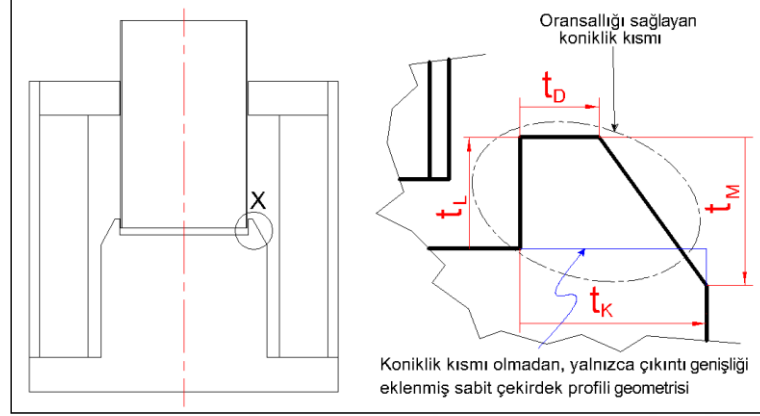 Oransallığı sağlayan
koniklik kısmı
X
tD
tL
tM
tK
Koniklik kısmı olmadan, yalnızca çıkıntı genişliği
eklenmiş sabit çekirdek profili geometrisi